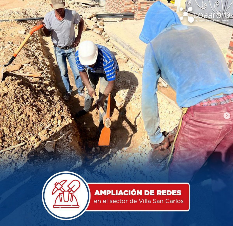 AMPLIACIÓN DE REDES
en el sector de Villa San Carlos